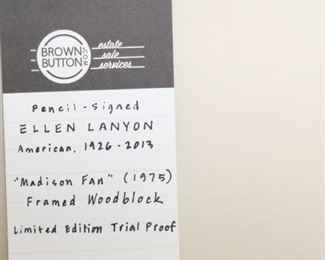 BROWN
BUTTON
.COM
estate
sale
services
Pencil-Signed
ELLEN LANYON
American, 1926-2013
"Madison Fan" (1975)
Framed Woodblock
Limited Edition Trial Proof